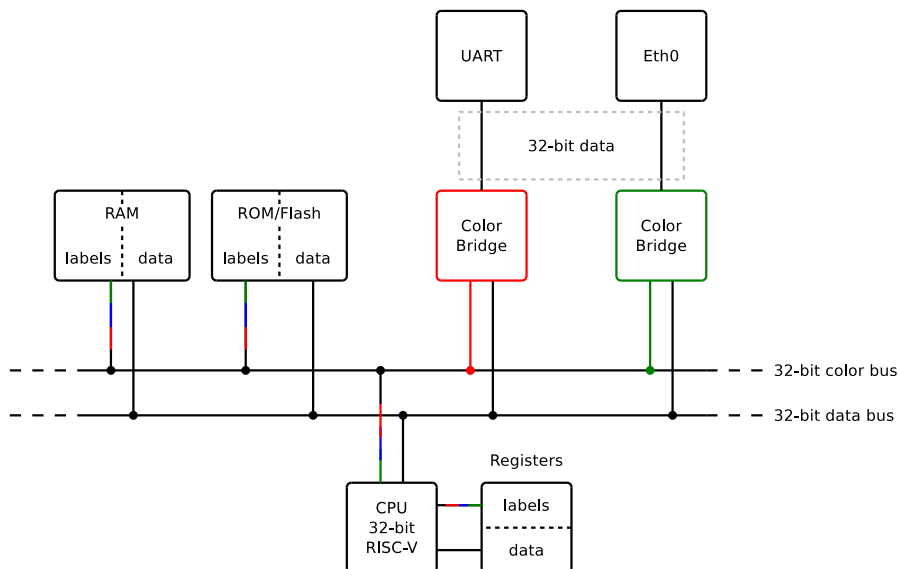 UART
Eth0
32-bit data
RAM
labels
data
ROM/Flash
labels
data
Color
Bridge
Color
Bridge
32-bit color bus
32-bit data bus
Registers
CPU
32-bit
RISC-V
labels
data